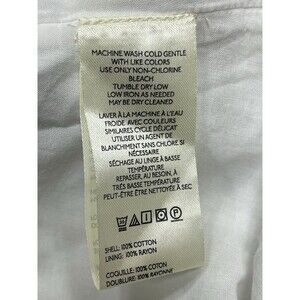 MACHINE WASH COLD GENTLE
WITH LIKE COLORS
USE ONLY NON-CHLORINE
BLEACH
TUMBLE DRY LOW
LOW IRON AS NEEDED
MAY BE DRY CLEANED
LAVER À LA MACHINE À L'EAU
FROIDE AVEC COULEURS
SIMILAIRES CYCLE DÉLICAT
UTILISER UN AGENT DE
BLANCHIMENT SANS CHLORE SI
NÉCESSAIRE
SÉCHAGE AU LINGE À BASSE
TEMPÉRATURE
REPASSER, AU BESOIN, À
TRÈS BASSE TEMPÉRATURE
PEUT ÊTRE NETTOYÉ À SEC
SHELL: 100% COTTON
LINING: 100% RAYON
COQUILLE: 100% COTON
DOUBLURE: 100% RAYONNE